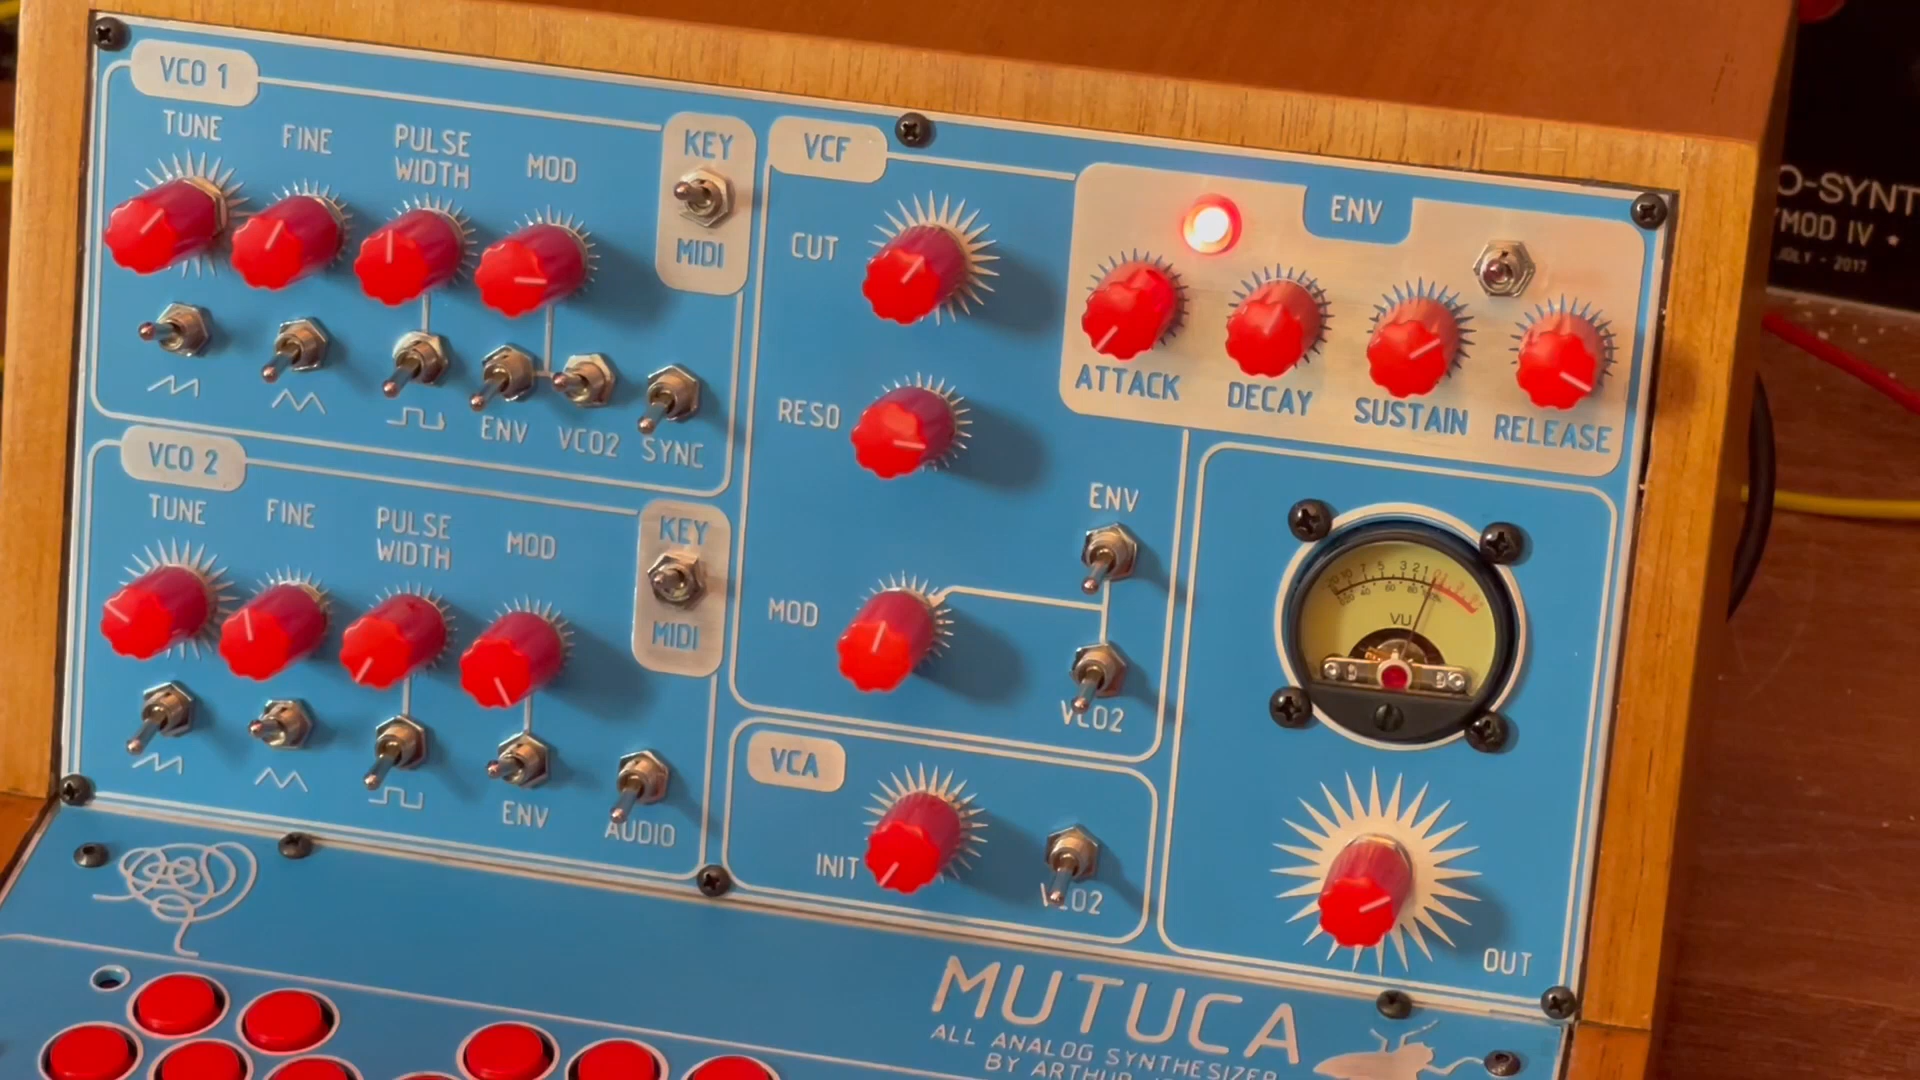 VCO 1
TUNE
FINE
PULSE
WIDTH
MOD
KEY
MIDI
ENV
VCO2
SYNC
VCO 2
TUNE
FINE
PULSE
WIDTH
MOD
KEY
MIDI
ENV
AUDIO
VCF
CUT
RESO
MOD
ENV
VCO2
VCA
INIT
VCO2
ENV
ATTACK
DECAY
SUSTAIN
RELEASE
VU
OUT
MUTUCA
ALL ANALOG SYNTHESIZER
BY ARTHUR
MOD IV
JULY - 2017